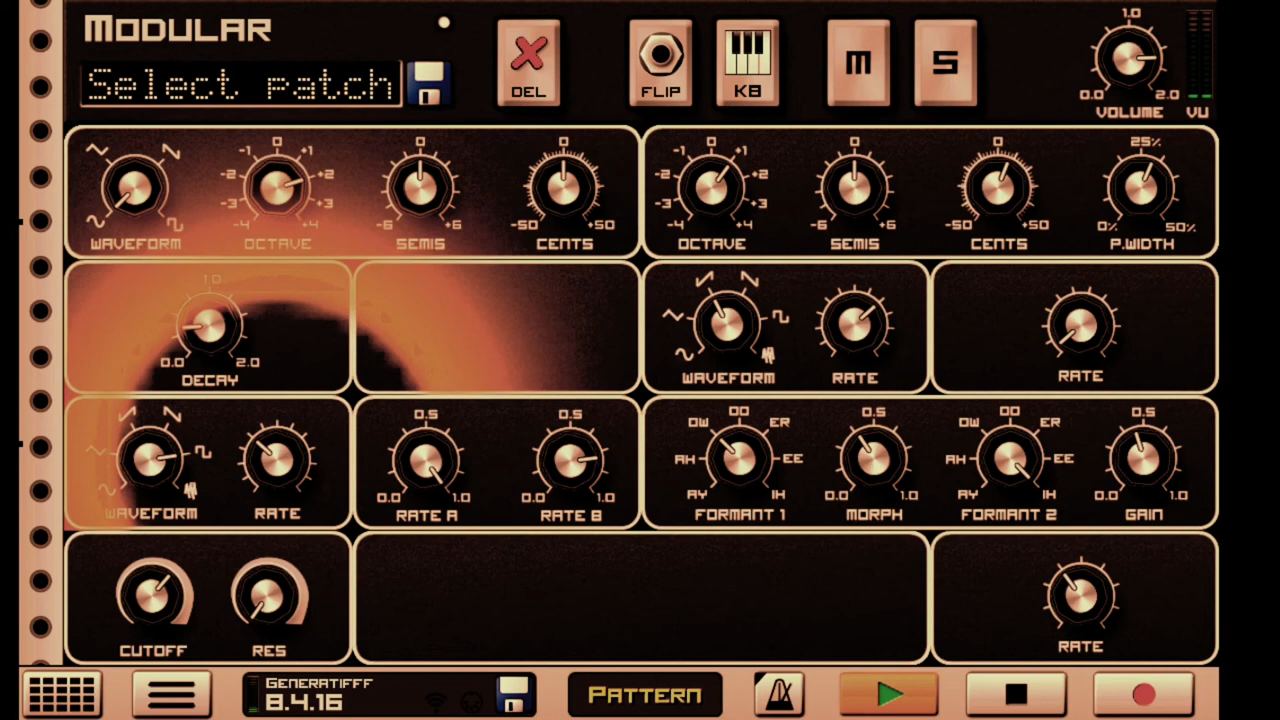 MODULAR
Select patch
DEL
FLIP
KB
M
S
1.0
0.0 2.0
VOLUME VU
0
-1 +1
-2 +2
-3 +3
-4 +4
WAVEFORM OCTAVE
0
-6 +6
SEMIS
0
-50 +50
CENTS
0
-1 +1
-2 +2
-3 +3
-4 +4
OCTAVE
0
-6 +6
SEMIS
0
-50 +50
CENTS
25%
0% 50%
P.WIDTH
1.0
0.0 2.0
DECAY
WAVEFORM RATE
RATE
WAVEFORM RATE
0.5
0.0 1.0
RATE A
0.5
0.0 1.0
RATE B
OO
OW ER
AH EE
AY IH
FORMANT 1
0.5
0.0 1.0
MORPH
OO
OW ER
AH EE
AY IH
FORMANT 2
0.5
0.0 1.0
GAIN
CUTOFF RES
RATE
GENERATIFFF
8.4.16
PATTERN